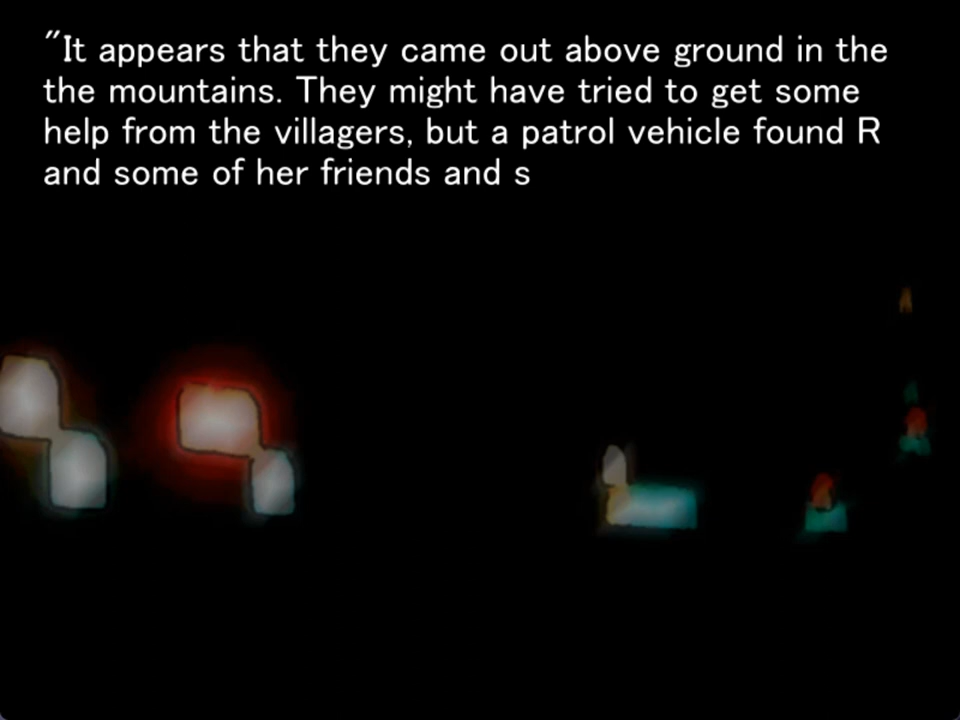 "It appears that they came out above ground in the
the mountains. They might have tried to get some
help from the villagers, but a patrol vehicle found R
and some of her friends and s